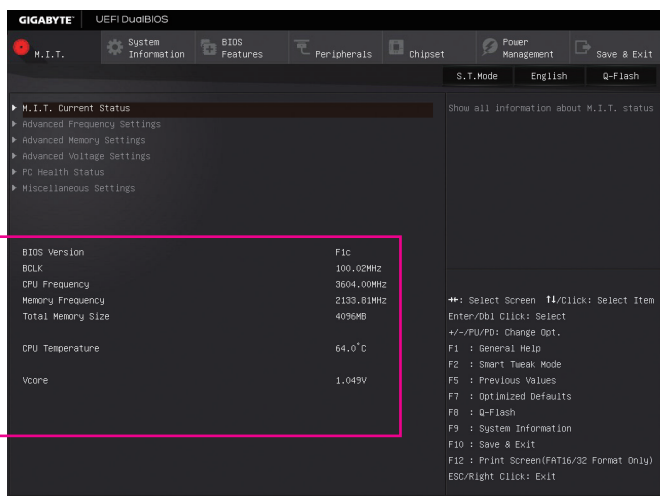 GIGABYTE™ UEFI DualBIOS
M.I.T.
System Information
BIOS Features
Peripherals
Chipset
Power Management
Save & Exit
S.T.Mode English Q-Flash
M.I.T. Current Status
Advanced Frequency Settings
Advanced Memory Settings
Advanced Voltage Settings
PC Health Status
Miscellaneous Settings
Show all information about M.I.T. status
BIOS Version F1c
BCLK 100.02MHz
CPU Frequency 3604.00MHz
Memory Frequency 2133.81MHz
Total Memory Size 4096MB
CPU Temperature 64.0°C
Vcore 1.049V
→←: Select Screen ↑↓/Click: Select Item
Enter/Dbl Click: Select
+/-/PU/PD: Change Opt.
F1 : General Help
F2 : Smart Tweak Mode
F5 : Previous Values
F7 : Optimized Defaults
F8 : Q-Flash
F9 : System Information
F10 : Save & Exit
F12 : Print Screen(FAT16/32 Format Only)
ESC/Right Click: Exit